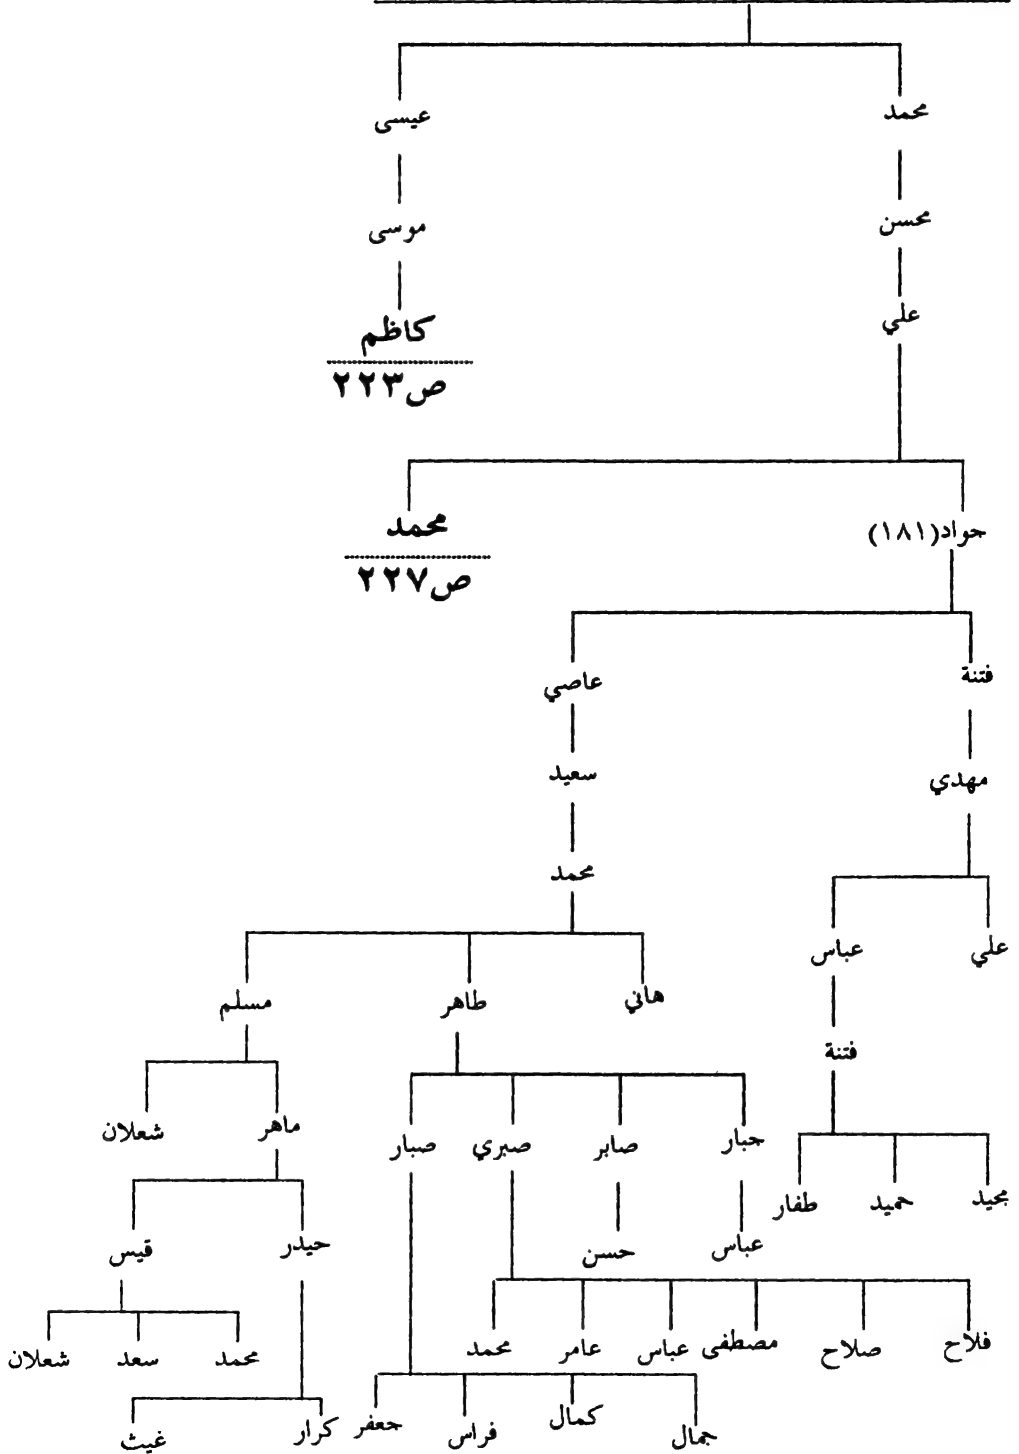 محمد
عيسى
محسن
موسى
علي
كاظم
ص٢٢٣
جواد(١٨١)
محمد
ص٢٢٧
فتنة
عاصي
مهدي
سعيد
محمد
علي
عباس
هاني
طاهر
مسلم
فتنة
جبار
صابر
صبري
صبار
ماهر
شعلان
مجيد
حميد
طفار
عباس
حسن
حيدر
قيس
فلاح
صلاح
مصطفى
عباس
عامر
محمد
محمد
سعد
شعلان
جمال
كمال
فراس
جعفر
كرار
غيث